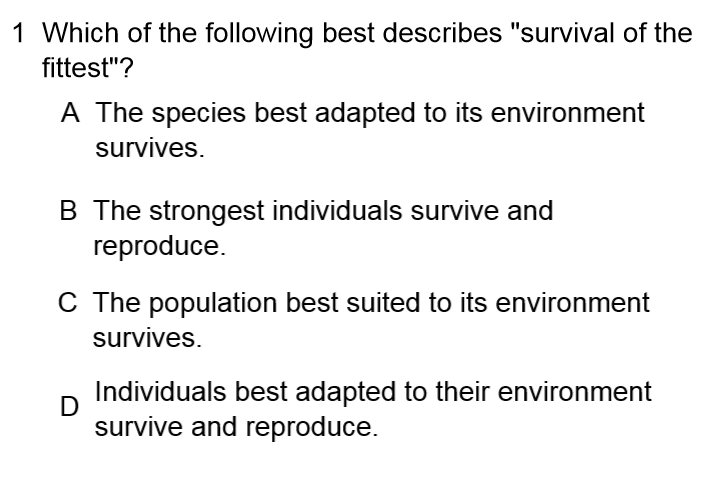 1 Which of the following best describes "survival of the
fittest"?
A The species best adapted to its environment
survives.
B The strongest individuals survive and
reproduce.
C The population best suited to its environment
survives.
D Individuals best adapted to their environment
survive and reproduce.